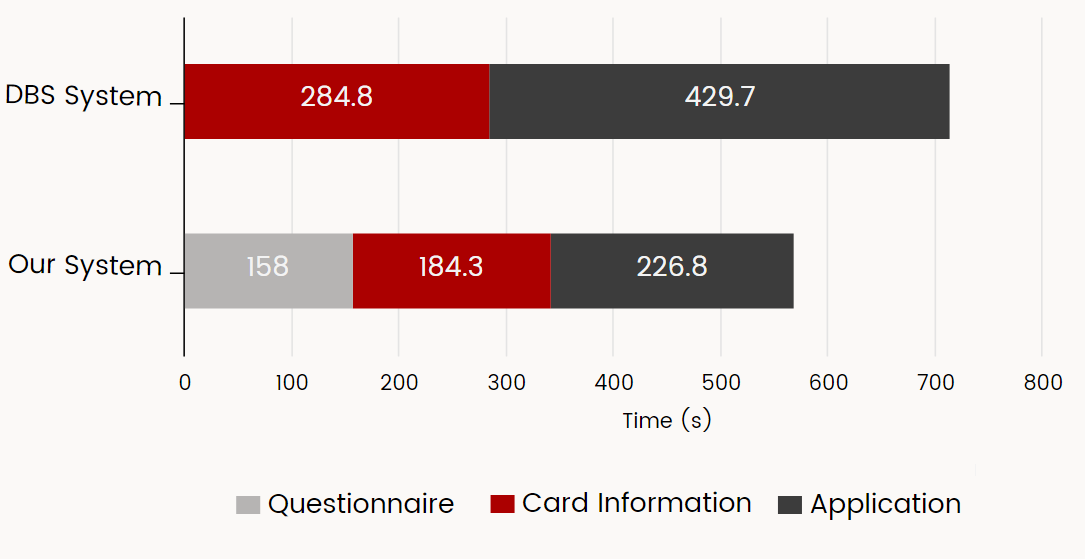 DBS System
284.8
429.7
Our System
158
184.3
226.8
0 100 200 300 400 500 600 700 800
Time (s)
Questionnaire Card Information Application